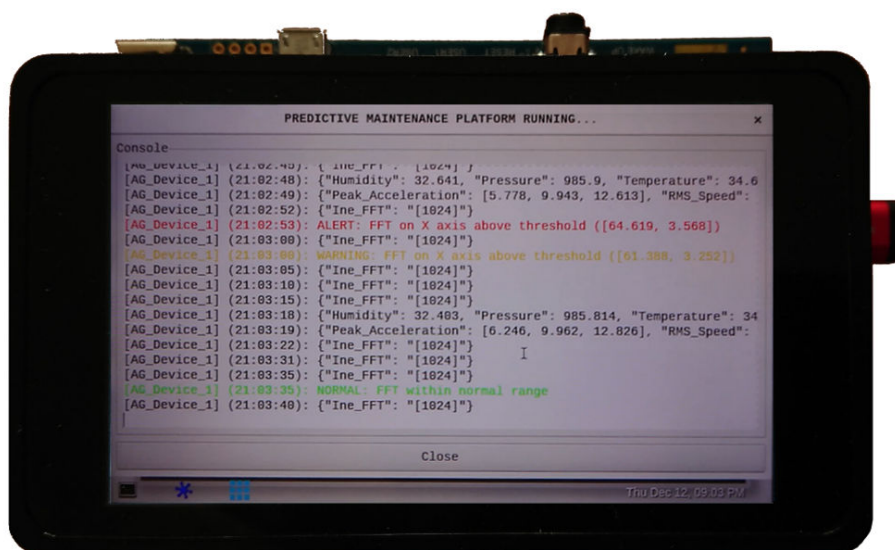 PREDICTIVE MAINTENANCE PLATFORM RUNNING...
×
Console
[AG_Device_1] (21:02:45): {"Ine_FFT": "[1024]"}
[AG_Device_1] (21:02:48): {"Humidity": 32.641, "Pressure": 985.9, "Temperature": 34.6
[AG_Device_1] (21:02:49): {"Peak_Acceleration": [5.778, 9.943, 12.613], "RMS_Speed":
[AG_Device_1] (21:02:52): {"Ine_FFT": "[1024]"}
[AG_Device_1] (21:02:53): ALERT: FFT on X axis above threshold ([64.619, 3.568])
[AG_Device_1] (21:03:00): {"Ine_FFT": "[1024]"}
[AG_Device_1] (21:03:00): WARNING: FFT on X axis above threshold ([61.388, 3.252])
[AG_Device_1] (21:03:05): {"Ine_FFT": "[1024]"}
[AG_Device_1] (21:03:10): {"Ine_FFT": "[1024]"}
[AG_Device_1] (21:03:15): {"Ine_FFT": "[1024]"}
[AG_Device_1] (21:03:18): {"Humidity": 32.403, "Pressure": 985.814, "Temperature": 34
[AG_Device_1] (21:03:19): {"Peak_Acceleration": [6.246, 9.962, 12.826], "RMS_Speed":
[AG_Device_1] (21:03:22): {"Ine_FFT": "[1024]"}
[AG_Device_1] (21:03:31): {"Ine_FFT": "[1024]"}
[AG_Device_1] (21:03:35): {"Ine_FFT": "[1024]"}
[AG_Device_1] (21:03:35): NORMAL: FFT within normal range
[AG_Device_1] (21:03:40): {"Ine_FFT": "[1024]"}
Close
Thu Dec 12, 09:03 PM